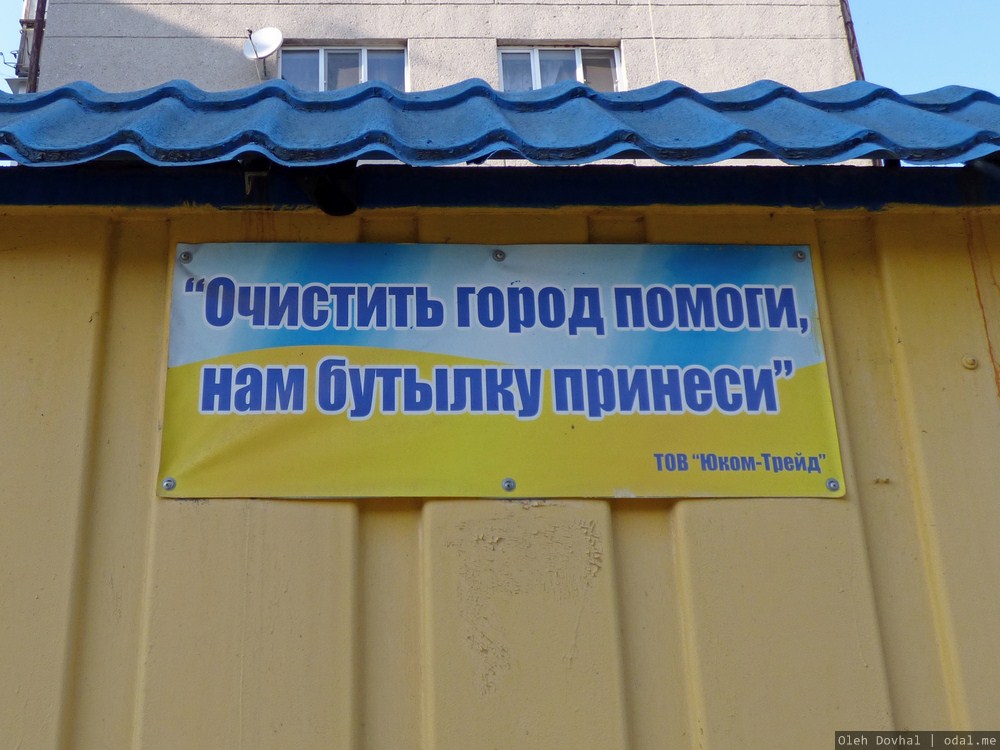 “Очистить город помоги,
нам бутылку принеси”
ТОВ “Юком-Трейд”
Oleh Dovhal | odal.me